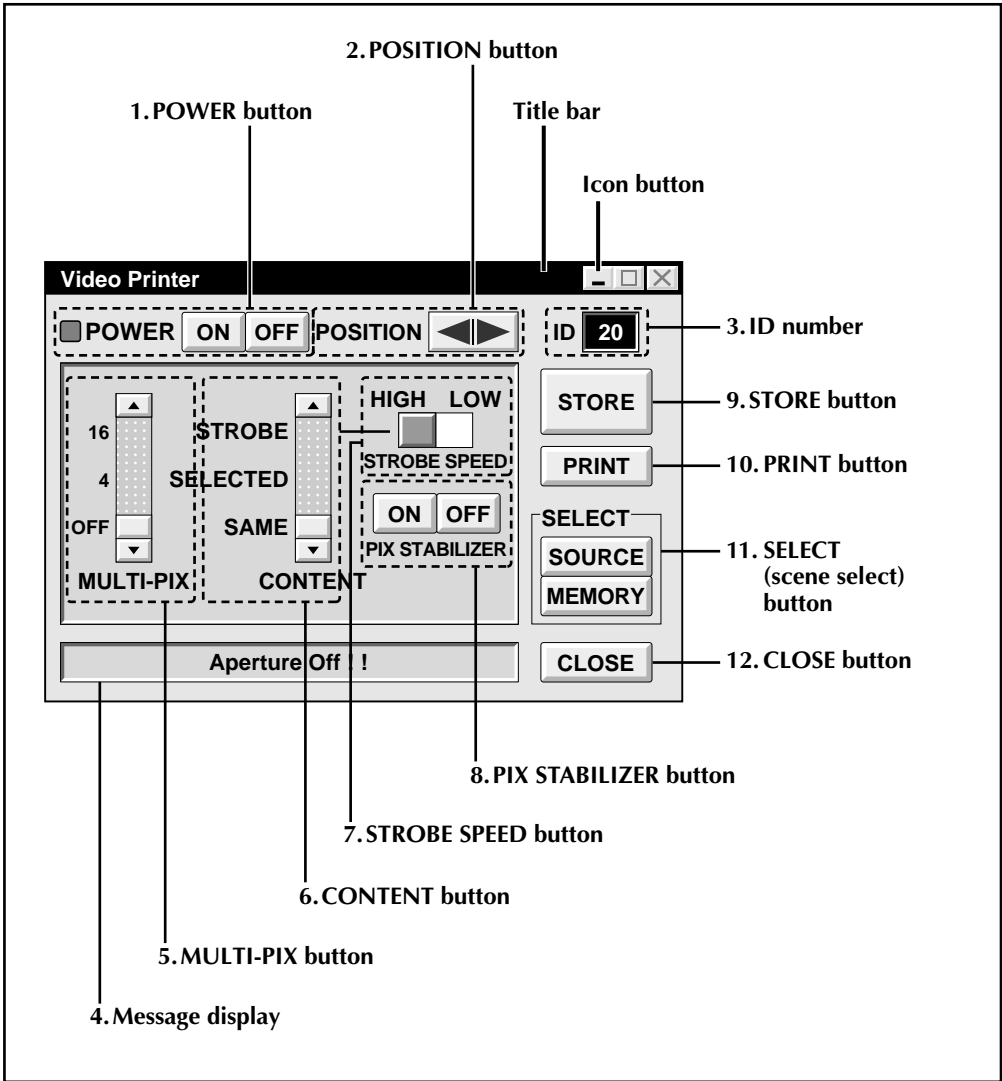 2. POSITION button
1. POWER button
Title bar
Icon button
Video Printer
POWER ON OFF POSITION ID 20
3. ID number
HIGH LOW
STORE
9. STORE button
16 STROBE
STROBE SPEED
PRINT
10. PRINT button
4 SELECTED
ON OFF
SELECT
OFF SAME
PIX STABILIZER
SOURCE
11. SELECT
(scene select)
button
MULTI-PIX CONTENT
MEMORY
Aperture Off ! !
CLOSE
12. CLOSE button
8. PIX STABILIZER button
7. STROBE SPEED button
6. CONTENT button
5. MULTI-PIX button
4. Message display